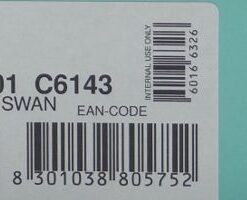 01 C6143
SWAN
EAN-CODE
INTERNAL USE ONLY
6016 6326
8 301038 805752